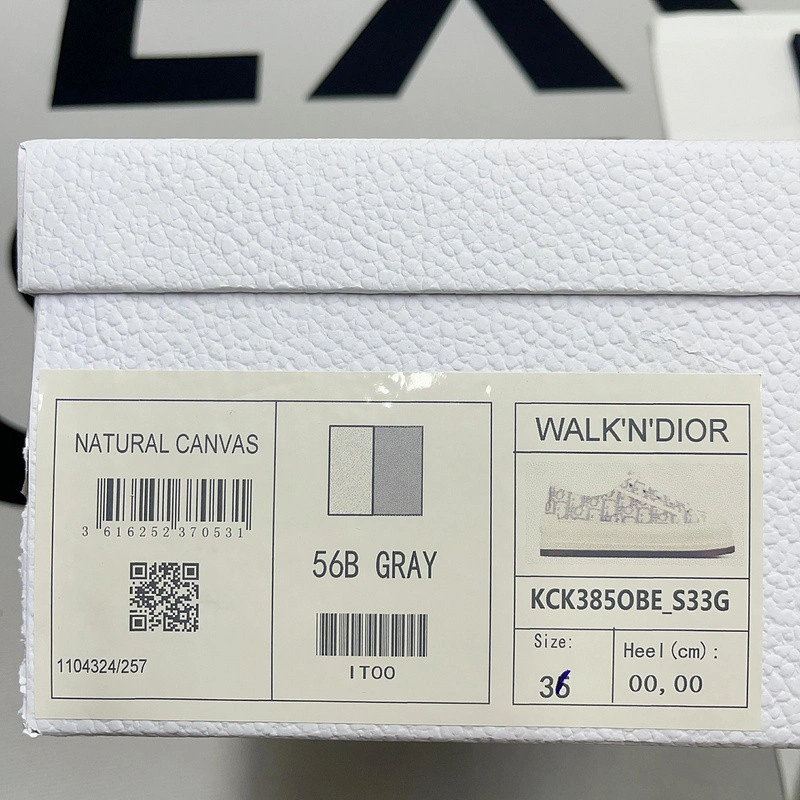 NATURAL CANVAS
3 616252 370531
1104324/257
56B GRAY
IT00
WALK'N'DIOR
KCK385OBE_S33G
Size:
36
Heel(cm):
00,00